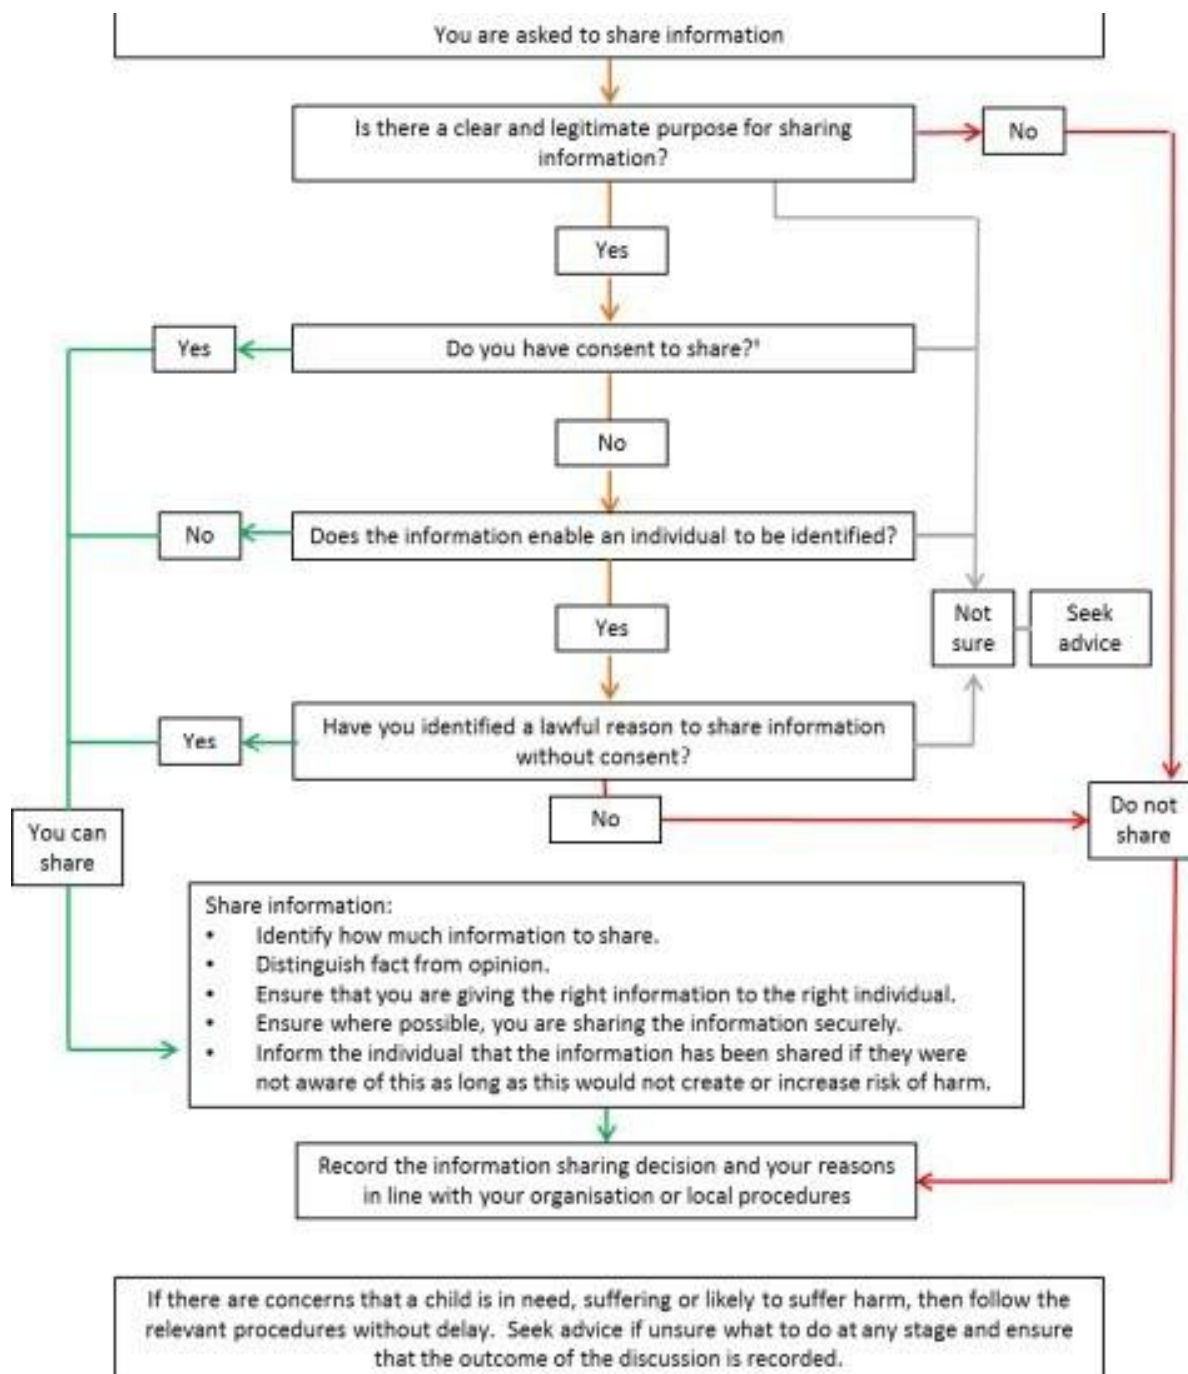 You are asked to share information
Is there a clear and legitimate purpose for sharing
information?
No
Yes
Yes
Do you have consent to share?*
No
No
Does the information enable an individual to be identified?
Yes
Not
sure
Seek
advice
Yes
Have you identified a lawful reason to share information
without consent?
No
Do not
share
You can
share
Share information:
• Identify how much information to share.
• Distinguish fact from opinion.
• Ensure that you are giving the right information to the right individual.
• Ensure where possible, you are sharing the information securely.
• Inform the individual that the information has been shared if they were
not aware of this as long as this would not create or increase risk of harm.
Record the information sharing decision and your reasons
in line with your organisation or local procedures
If there are concerns that a child is in need, suffering or likely to suffer harm, then follow the
relevant procedures without delay. Seek advice if unsure what to do at any stage and ensure
that the outcome of the discussion is recorded.